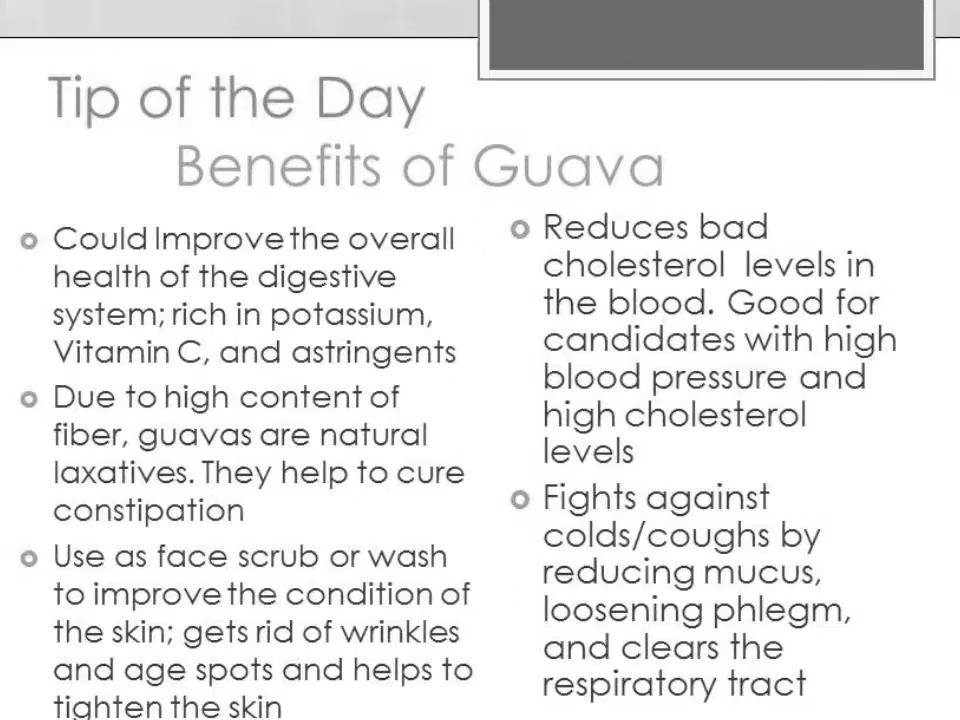 Tip of the Day
Benefits of Guava
Could Improve the overall
health of the digestive
system; rich in potassium,
Vitamin C, and astringents
Due to high content of
fiber, guavas are natural
laxatives. They help to cure
constipation
Use as face scrub or wash
to improve the condition of
the skin; gets rid of wrinkles
and age spots and helps to
tighten the skin
Reduces bad
cholesterol levels in
the blood. Good for
candidates with high
blood pressure and
high cholesterol
levels
Fights against
colds/coughs by
reducing mucus,
loosening phlegm,
and clears the
respiratory tract